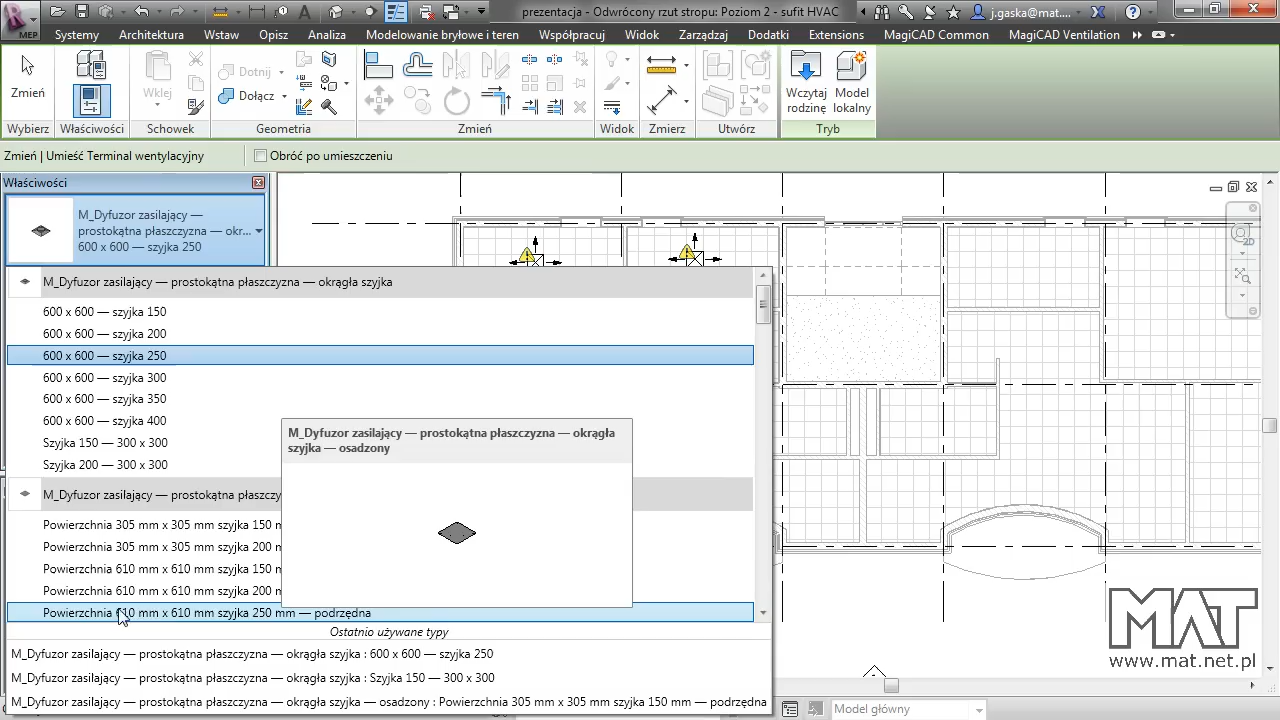 MEP
prezentacja - Odwrócony rzut stropu: Poziom 2 - sufit HVAC
j.gaska@mat....
Systemy Architektura Wstaw Opisz Analiza Modelowanie bryłowe i teren Współpracuj Widok Zarządzaj Dodatki Extensions MagiCAD Common MagiCAD Ventilation
Zmień
Wklej
Dotnij
Dołącz
Wczytaj rodzinę
Model lokalny
Wybierz Właściwości Schowek Geometria Zmień Widok Zmierz Utwórz Tryb
Zmień | Umieść Terminal wentylacyjny
Obróć po umieszczeniu
Właściwości
M_Dyfuzor zasilający —
prostokątna płaszczyzna — okr...
600 x 600 — szyjka 250
M_Dyfuzor zasilający — prostokątna płaszczyzna — okrągła szyjka
600 x 600 — szyjka 150
600 x 600 — szyjka 200
600 x 600 — szyjka 250
600 x 600 — szyjka 300
600 x 600 — szyjka 350
600 x 600 — szyjka 400
Szyjka 150 — 300 x 300
Szyjka 200 — 300 x 300
M_Dyfuzor zasilający — prostokątna płaszczy
Powierzchnia 305 mm x 305 mm szyjka 150 m
Powierzchnia 305 mm x 305 mm szyjka 200 m
Powierzchnia 610 mm x 610 mm szyjka 150 m
Powierzchnia 610 mm x 610 mm szyjka 200 m
Powierzchnia 610 mm x 610 mm szyjka 250 mm — podrzędna
M_Dyfuzor zasilający — prostokątna płaszczyzna — okrągła
szyjka — osadzony
Ostatnio używane typy
M_Dyfuzor zasilający — prostokątna płaszczyzna — okrągła szyjka : 600 x 600 — szyjka 250
M_Dyfuzor zasilający — prostokątna płaszczyzna — okrągła szyjka : Szyjka 150 — 300 x 300
M_Dyfuzor zasilający — prostokątna płaszczyzna — okrągła szyjka — osadzony : Powierzchnia 305 mm x 305 mm szyjka 150 mm — podrzędna
2D
MAT
www.mat.net.pl
Model główny